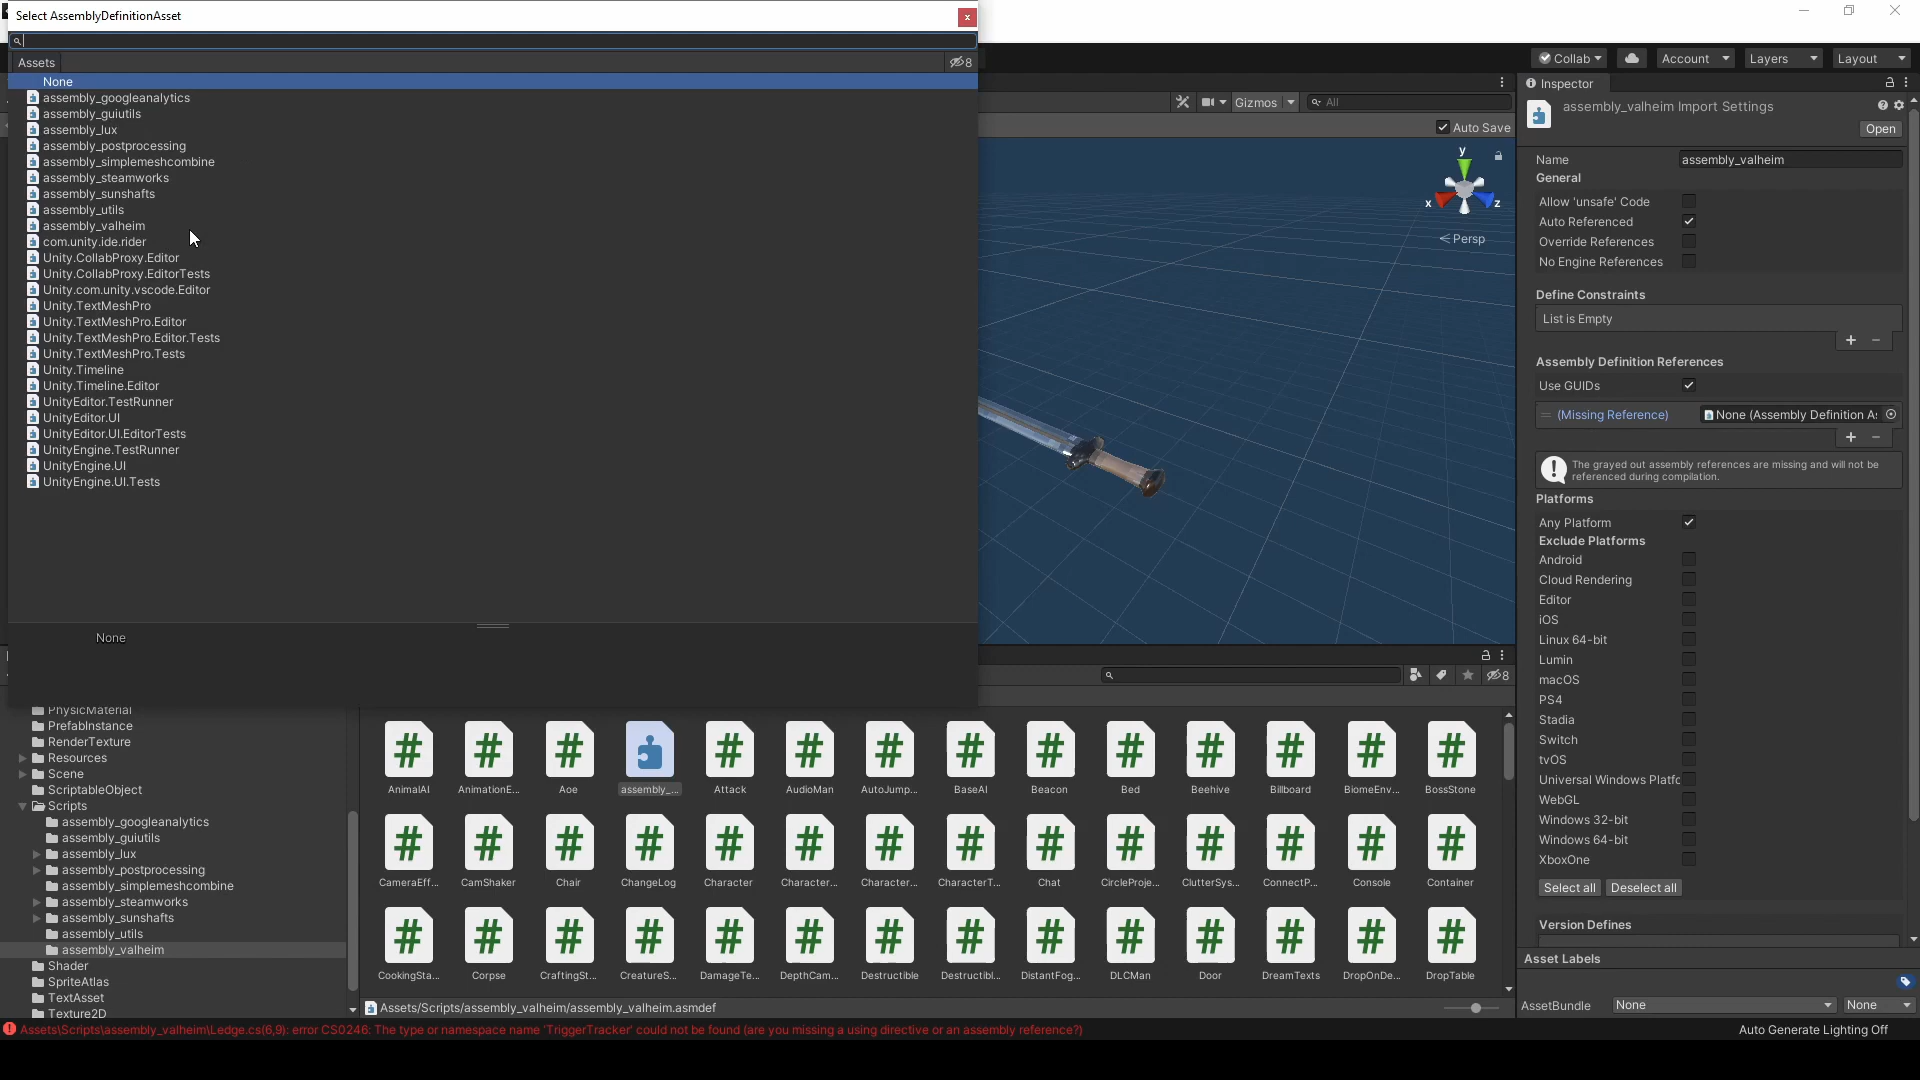 Select AssemblyDefinitionAsset
x
Assets
8
None
assembly_googleanalytics
assembly_guiutils
assembly_lux
assembly_postprocessing
assembly_simplemeshcombine
assembly_steamworks
assembly_sunshafts
assembly_utils
assembly_valheim
com.unity.ide.rider
Unity.CollabProxy.Editor
Unity.CollabProxy.EditorTests
Unity.com.unity.vscode.Editor
Unity.TextMeshPro
Unity.TextMeshPro.Editor
Unity.TextMeshPro.Editor.Tests
Unity.TextMeshPro.Tests
Unity.Timeline
Unity.Timeline.Editor
UnityEditor.TestRunner
UnityEditor.UI
UnityEditor.UI.EditorTests
UnityEngine.TestRunner
UnityEngine.UI
UnityEngine.UI.Tests
None
Collab
Account
Layers
Layout
Gizmos
All
Auto Save
y
x
z
< Persp
Inspector
assembly_valheim Import Settings
Open
Name assembly_valheim
General
Allow 'unsafe' Code
Auto Referenced
Override References
No Engine References
Define Constraints
List is Empty
+ −
Assembly Definition References
Use GUIDs
(Missing Reference) None (Assembly Definition A
+ −
The grayed out assembly references are missing and will not be
referenced during compilation.
Platforms
Any Platform
Exclude Platforms
Android
Cloud Rendering
Editor
iOS
Linux 64-bit
Lumin
macOS
PS4
Stadia
Switch
tvOS
Universal Windows Platfc
WebGL
Windows 32-bit
Windows 64-bit
XboxOne
Select all Deselect all
Version Defines
Asset Labels
AssetBundle None None
8
PhysicMaterial
PrefabInstance
RenderTexture
Resources
Scene
ScriptableObject
Scripts
assembly_googleanalytics
assembly_guiutils
assembly_lux
assembly_postprocessing
assembly_simplemeshcombine
assembly_steamworks
assembly_sunshafts
assembly_utils
assembly_valheim
Shader
SpriteAtlas
TextAsset
Texture2D
AnimalAI AnimationE... Aoe assembly_... Attack AudioMan AutoJump... BaseAI Beacon Bed Beehive Billboard BiomeEnv... BossStone
CameraEff... CamShaker Chair ChangeLog Character Character... Character... CharacterT... Chat CircleProje... ClutterSys... ConnectP... Console Container
CookingSta... Corpse CraftingSt... CreatureS... DamageTe... DepthCam... Destructible Destructibl... DistantFog... DLCMan Door DreamTexts DropOnDe... DropTable
Assets/Scripts/assembly_valheim/assembly_valheim.asmdef
Assets\Scripts\assembly_valheim\Ledge.cs(6,9): error CS0246: The type or namespace name 'TriggerTracker' could not be found (are you missing a using directive or an assembly reference?)
Auto Generate Lighting Off